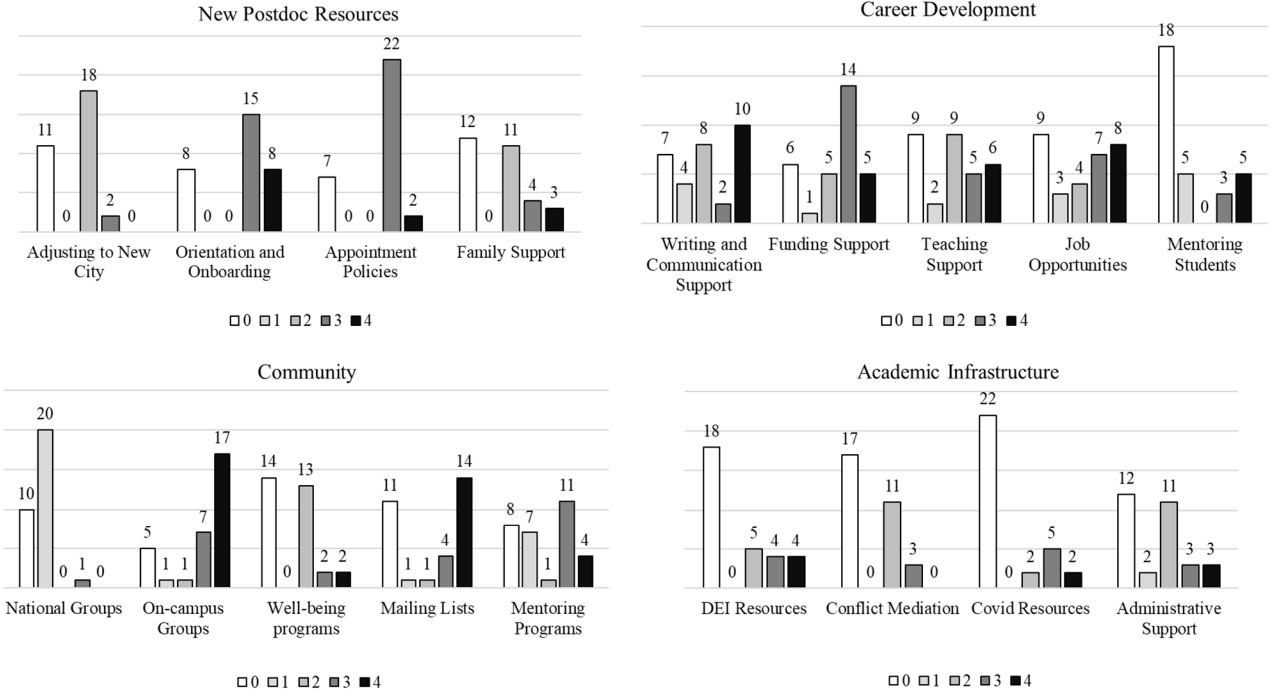 New Postdoc Resources
11 0 18 2 0
8 0 0 15 8
7 0 0 22 2
12 0 11 4 3
Adjusting to New
City
Orientation and
Onboarding
Appointment
Policies
Family Support
0 1 2 3 4
Career Development
7 4 8 2 10
6 1 5 14 5
9 2 9 5 6
9 3 4 7 8
18 5 0 3 5
Writing and
Communication
Support
Funding Support
Teaching
Support
Job
Opportunities
Mentoring
Students
0 1 2 3 4
Community
10 20 0 1 0
5 1 1 7 17
14 0 13 2 2
11 1 1 4 14
8 7 1 11 4
National Groups
On-campus
Groups
Well-being
programs
Mailing Lists
Mentoring
Programs
0 1 2 3 4
Academic Infrastructure
18 0 5 4 4
17 0 11 3 0
22 0 2 5 2
12 2 11 3 3
DEI Resources
Conflict Mediation
Covid Resources
Administrative
Support
0 1 2 3 4